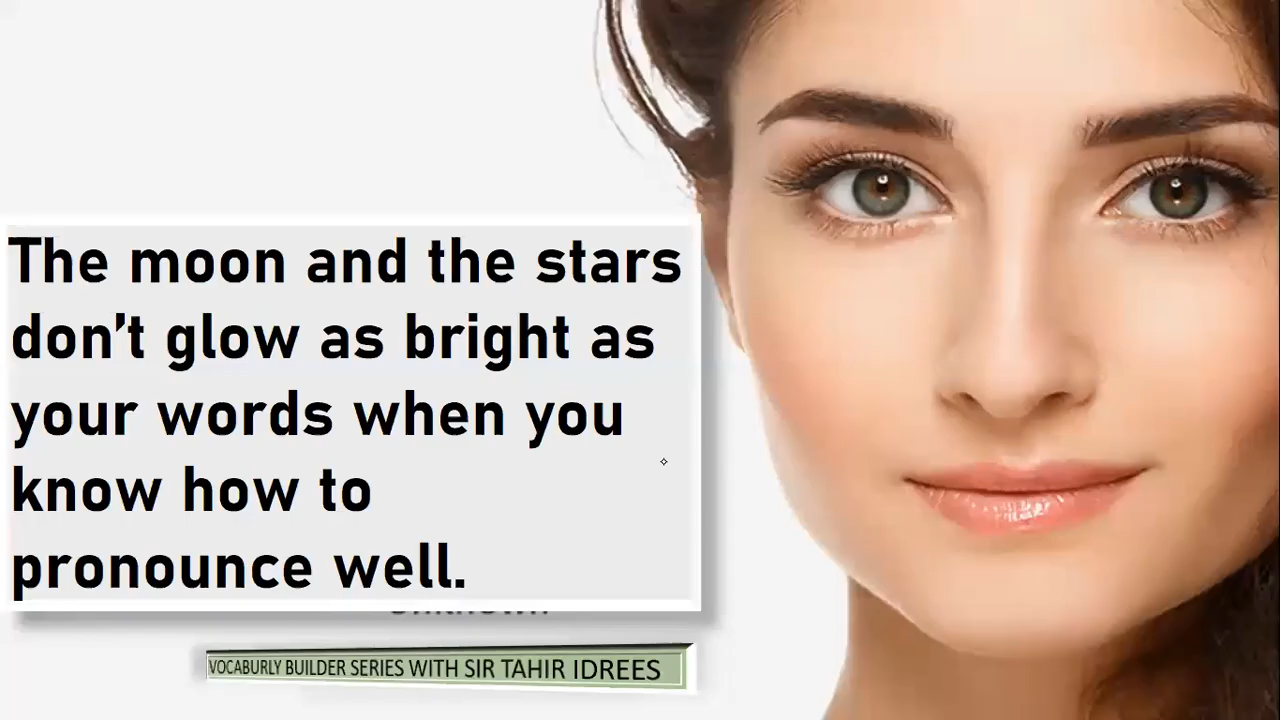 The moon and the stars
don't glow as bright as
your words when you
know how to
pronounce well.
VOCABURLY BUILDER SERIES WITH SIR TAHIR IDREES